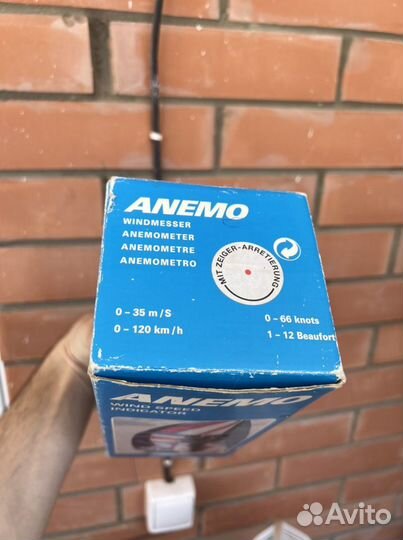 ANEMO
WINDMESSER
ANEMOMETER
ANEMOMETRE
ANEMOMETRO
MIT ZEIGER-ARRETIERUNG
0 - 35 m/S
0 - 120 km/h
0 - 66 knots
1 - 12 Beaufort
ANEMO
WIND SPEED
INDICATOR
Avito